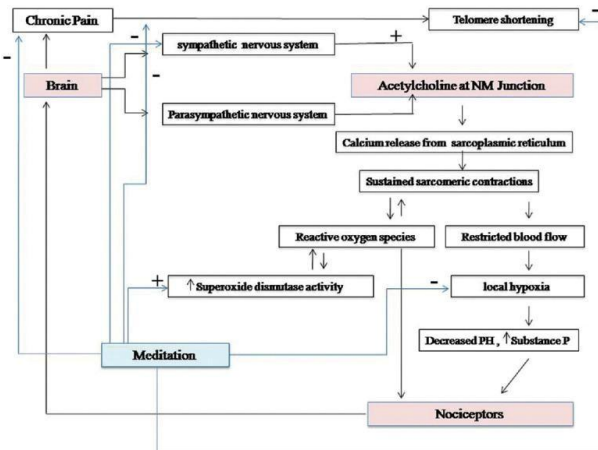 Chronic Pain
Telomere shortening
-
-
sympathetic nervous system
+
-
-
Brain
Acetylcholine at NM Junction
Parasympathetic nervous system
Calcium release from sarcoplasmic reticulum
Sustained sarcomeric contractions
Reactive oxygen species
Restricted blood flow
+
↑ Superoxide dismutase activity
-
local hypoxia
Decreased PH , ↑ Substance P
Meditation
Nociceptors